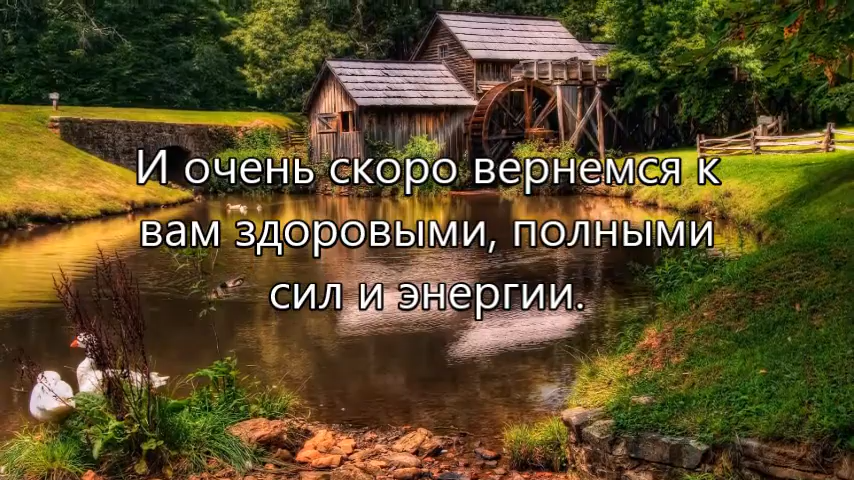 И очень скоро вернемся к
вам здоровыми, полными
сил и энергии.